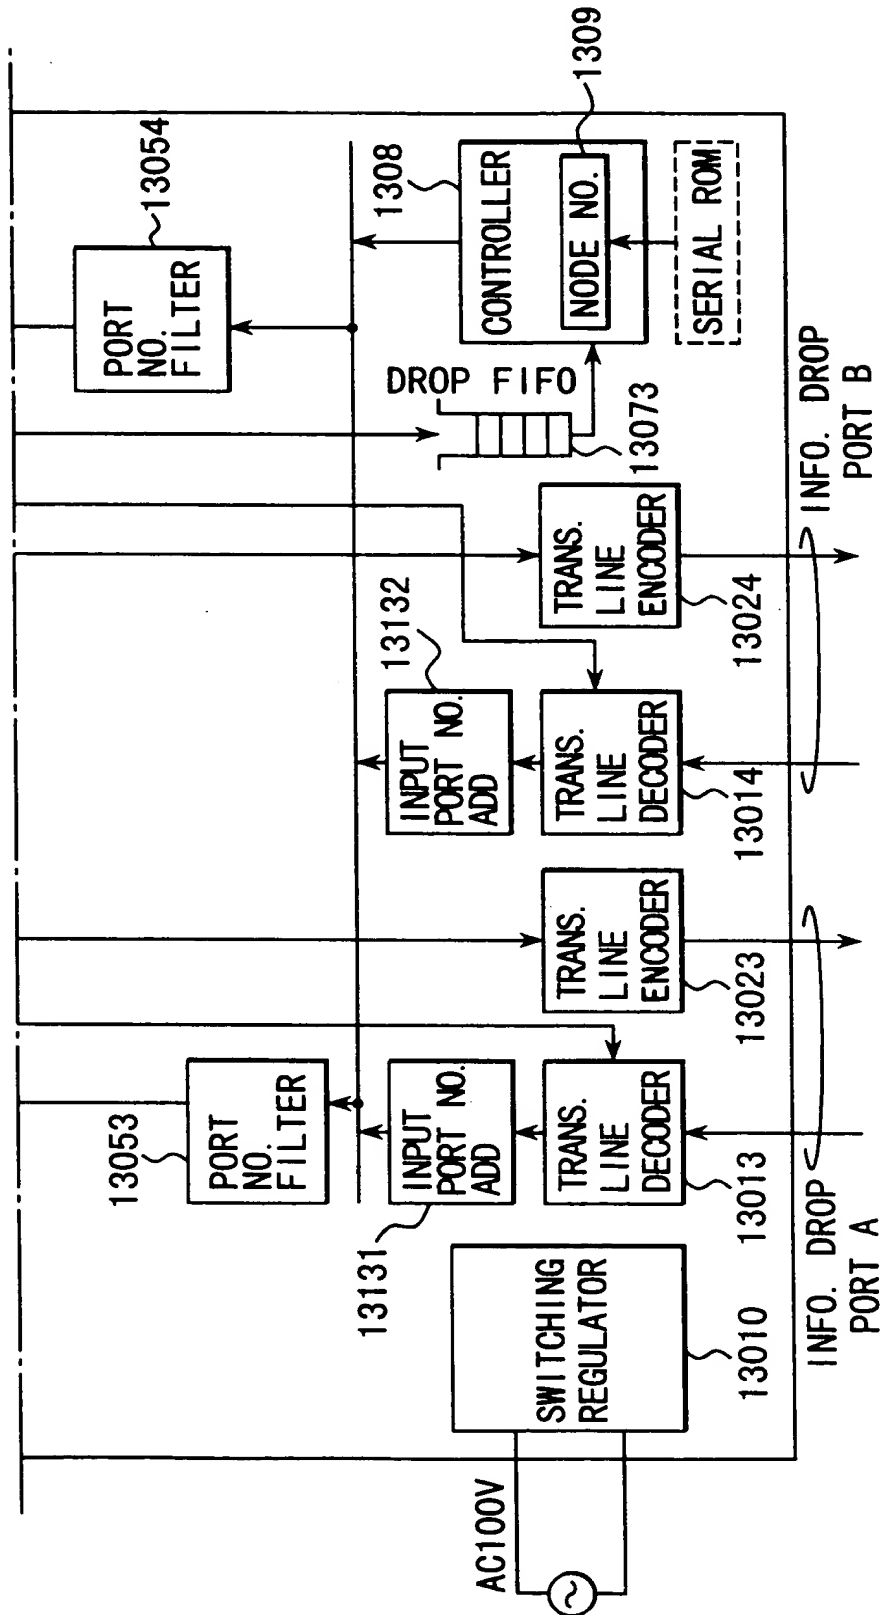 AC100V
SWITCHING
REGULATOR
13010
13053
PORT
NO.
FILTER
13131
INPUT
PORT NO.
ADD
TRANS.
LINE
DECODER
13013
TRANS.
LINE
ENCODER
13023
INFO. DROP
PORT A
13132
INPUT
PORT NO.
ADD
TRANS.
LINE
DECODER
13014
TRANS.
LINE
ENCODER
13024
INFO. DROP
PORT B
DROP FIFO
13073
PORT
NO.
FILTER
13054
1308
CONTROLLER
NODE NO.
1309
SERIAL ROM